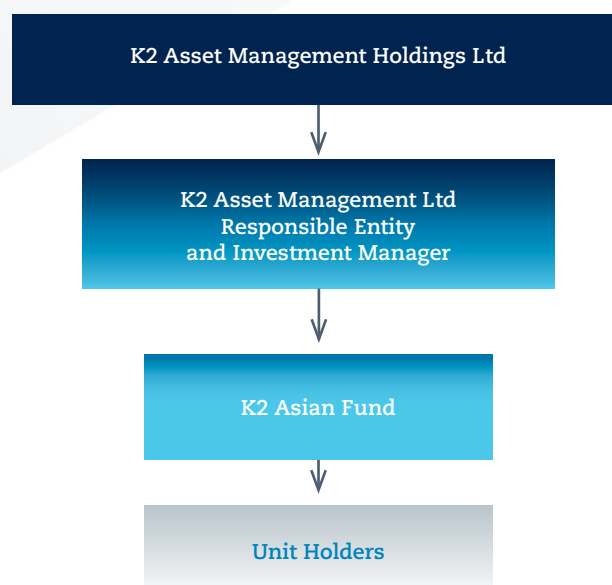 K2 Asset Management Holdings Ltd
K2 Asset Management Ltd
Responsible Entity
and Investment Manager
K2 Asian Fund
Unit Holders